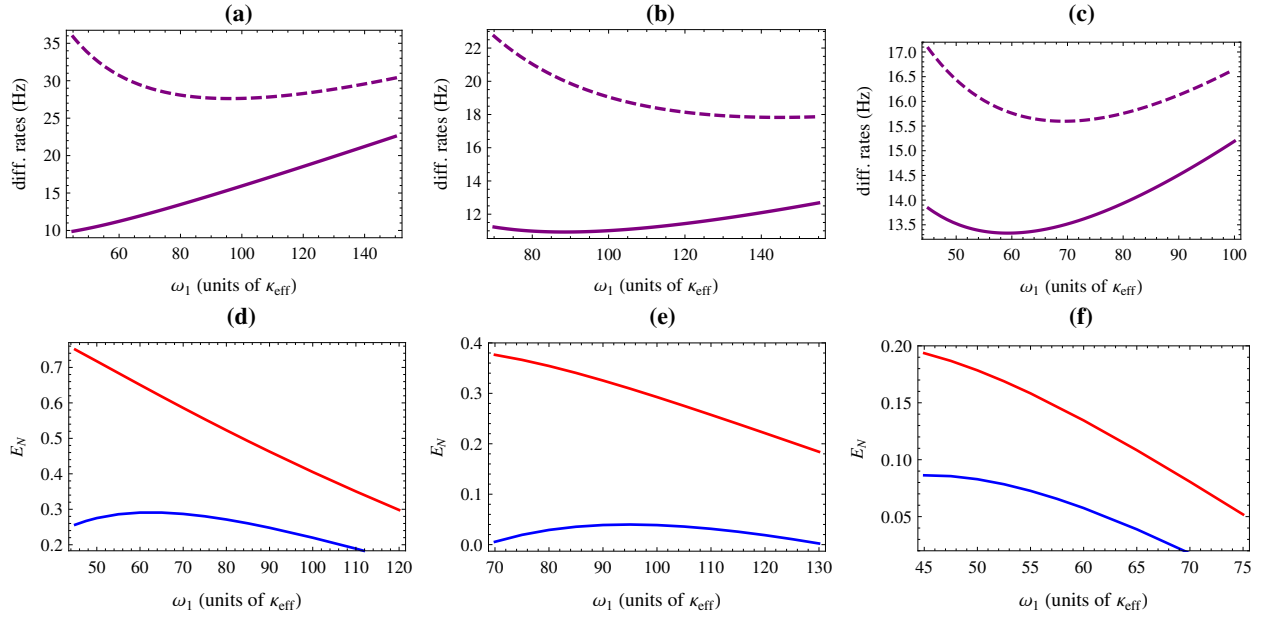 (a) (b) (c)
diff. rates (Hz)
35
30
25
20
15
10
60 80 100 120 140
ω1 (units of κeff)
diff. rates (Hz)
22
20
18
16
14
12
80 100 120 140
ω1 (units of κeff)
diff. rates (Hz)
17.0
16.5
16.0
15.5
15.0
14.5
14.0
13.5
50 60 70 80 90 100
ω1 (units of κeff)
(d) (e) (f)
EN
0.7
0.6
0.5
0.4
0.3
0.2
50 60 70 80 90 100 110 120
ω1 (units of κeff)
EN
0.4
0.3
0.2
0.1
0.0
70 80 90 100 110 120 130
ω1 (units of κeff)
EN
0.20
0.15
0.10
0.05
45 50 55 60 65 70 75
ω1 (units of κeff)